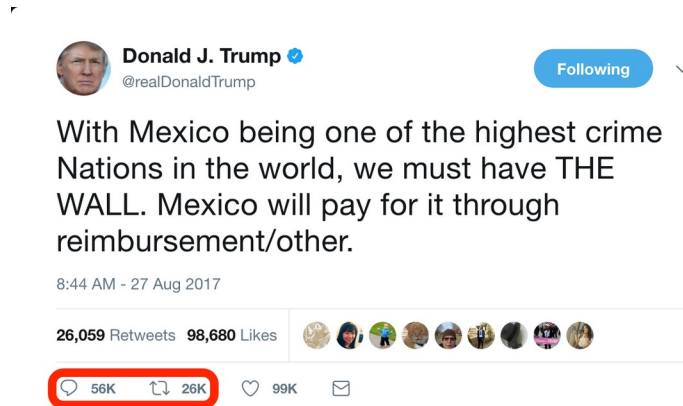 Donald J. Trump
@realDonaldTrump
Following
With Mexico being one of the highest crime
Nations in the world, we must have THE
WALL. Mexico will pay for it through
reimbursement/other.
8:44 AM - 27 Aug 2017
26,059 Retweets 98,680 Likes
56K 26K 99K